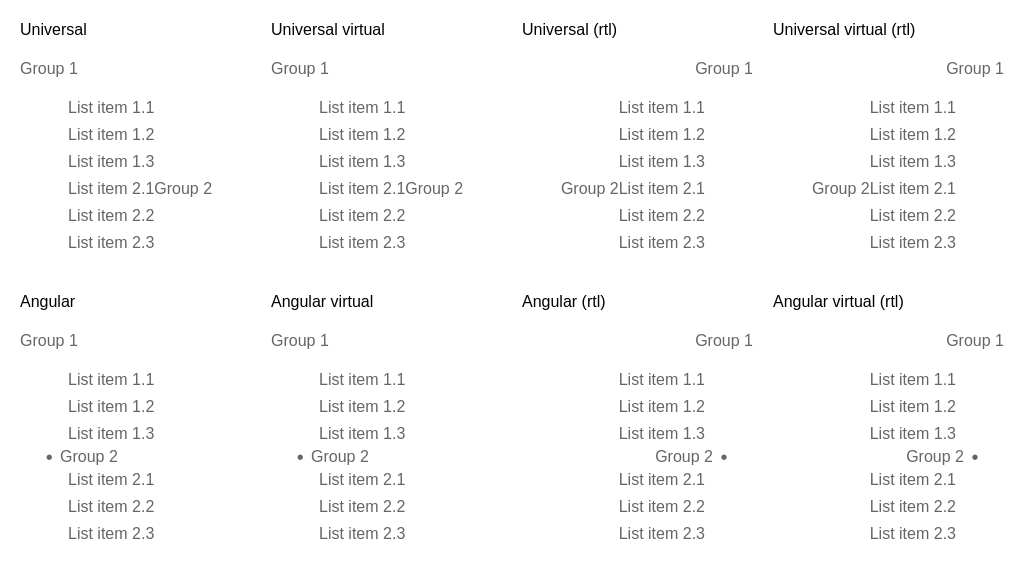 Universal
Group 1
List item 1.1
List item 1.2
List item 1.3
List item 2.1Group 2
List item 2.2
List item 2.3
Universal virtual
Group 1
List item 1.1
List item 1.2
List item 1.3
List item 2.1Group 2
List item 2.2
List item 2.3
Universal (rtl)
Group 1
List item 1.1
List item 1.2
List item 1.3
Group 2List item 2.1
List item 2.2
List item 2.3
Universal virtual (rtl)
Group 1
List item 1.1
List item 1.2
List item 1.3
Group 2List item 2.1
List item 2.2
List item 2.3
Angular
Group 1
List item 1.1
List item 1.2
List item 1.3
• Group 2
List item 2.1
List item 2.2
List item 2.3
Angular virtual
Group 1
List item 1.1
List item 1.2
List item 1.3
• Group 2
List item 2.1
List item 2.2
List item 2.3
Angular (rtl)
Group 1
List item 1.1
List item 1.2
List item 1.3
Group 2 •
List item 2.1
List item 2.2
List item 2.3
Angular virtual (rtl)
Group 1
List item 1.1
List item 1.2
List item 1.3
Group 2 •
List item 2.1
List item 2.2
List item 2.3